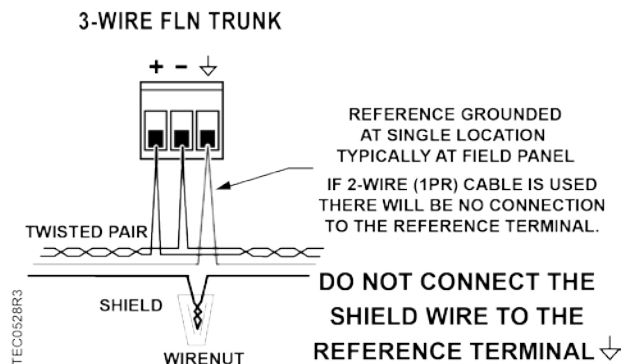 3-WIRE FLN TRUNK
+ − ⏚
REFERENCE GROUNDED
AT SINGLE LOCATION
TYPICALLY AT FIELD PANEL
IF 2-WIRE (1PR) CABLE IS USED
THERE WILL BE NO CONNECTION
TO THE REFERENCE TERMINAL.
TWISTED PAIR
DO NOT CONNECT THE
SHIELD WIRE TO THE
REFERENCE TERMINAL ⏚
SHIELD
WIRENUT
TEC0528R3